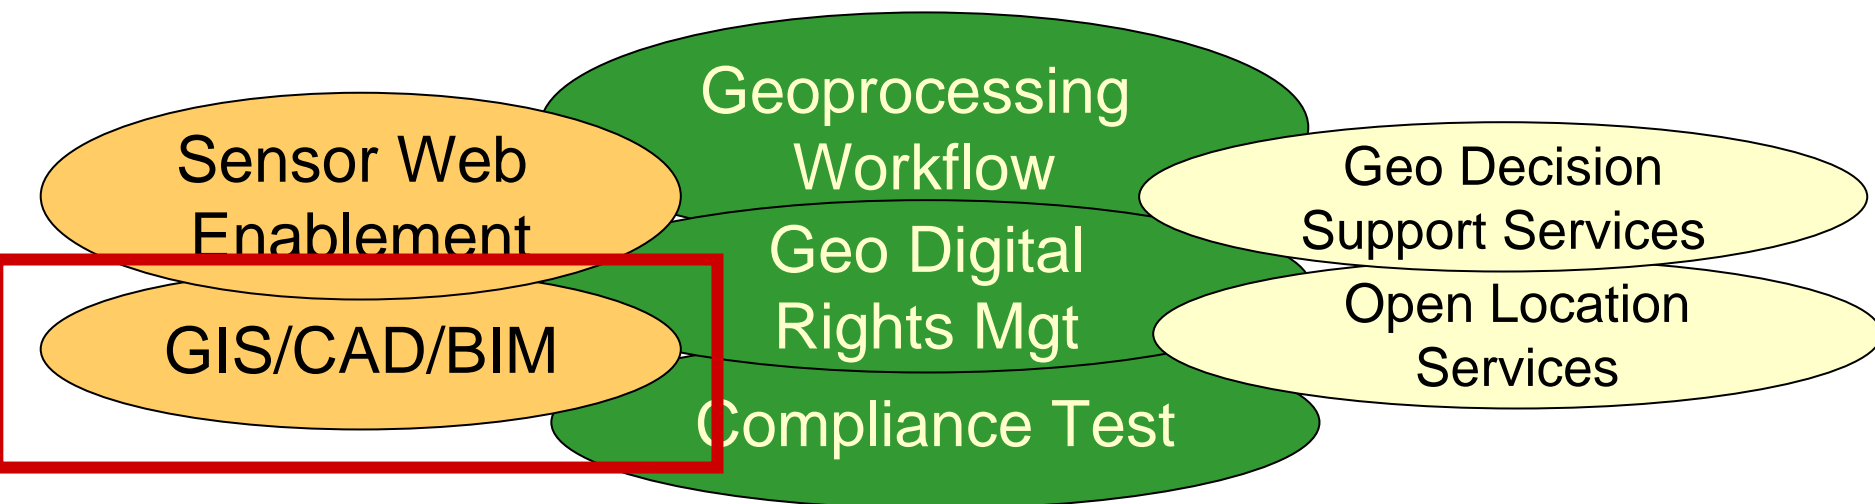 Sensor Web
Enablement
GIS/CAD/BIM
Geoprocessing
Workflow
Geo Digital
Rights Mgt
Compliance Test
Geo Decision
Support Services
Open Location
Services